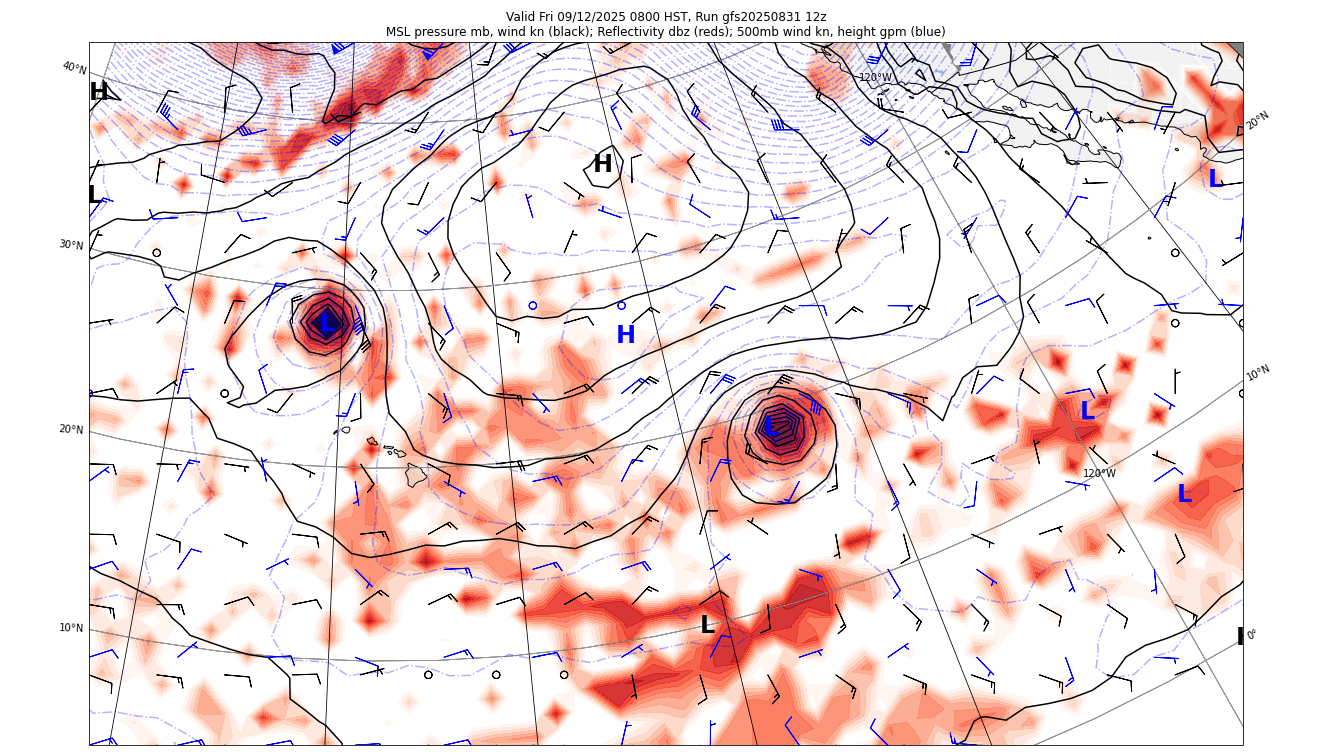 Valid Fri 09/12/2025 0800 HST, Run gfs20250831 12z
MSL pressure mb, wind kn (black); Reflectivity dbz (reds); 500mb wind kn, height gpm (blue)
40°N
120°W
H
20°N
H
L
L
30°N
L
H
10°N
L
L
20°N
120°W
L
10°N
L
0°